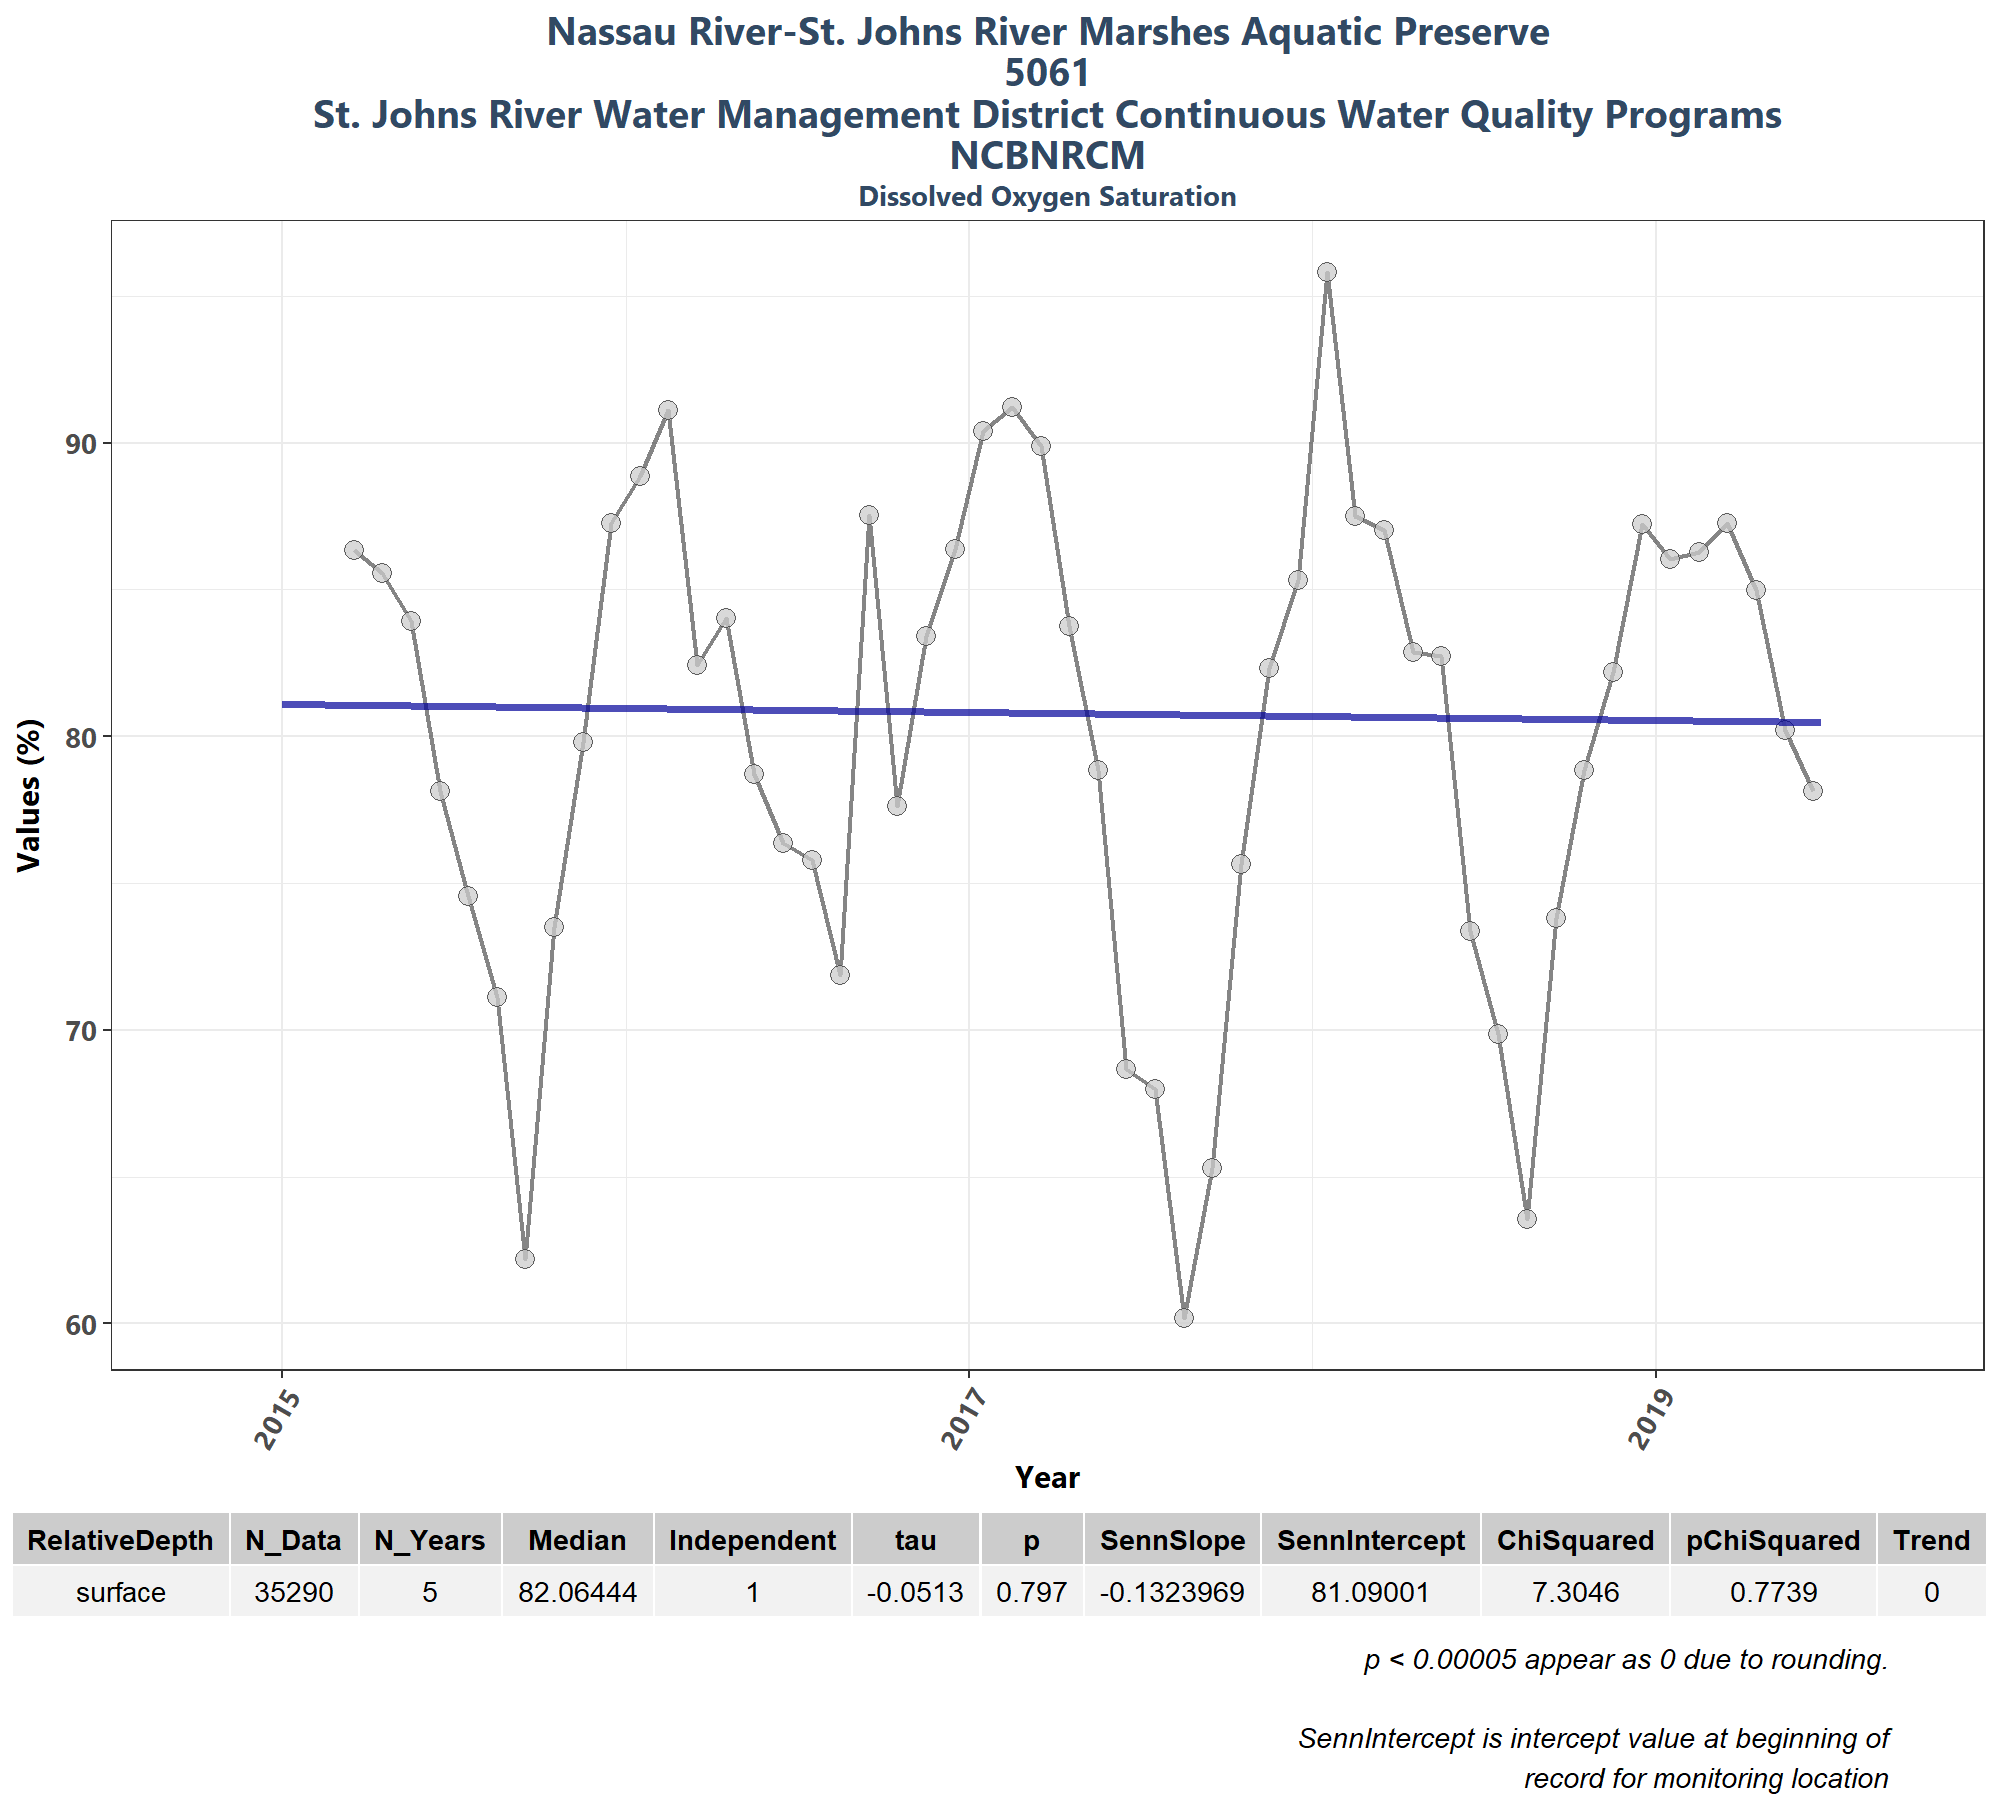 Nassau River-St. Johns River Marshes Aquatic Preserve
5061
St. Johns River Water Management District Continuous Water Quality Programs
NCBNRCM
Dissolved Oxygen Saturation
Values (%)
90
80
70
60
2015 2017 2019
Year
RelativeDepth N_Data N_Years Median Independent tau p SennSlope SennIntercept ChiSquared pChiSquared Trend
surface 35290 5 82.06444 1 -0.0513 0.797 -0.1323969 81.09001 7.3046 0.7739 0
p < 0.00005 appear as 0 due to rounding.
SennIntercept is intercept value at beginning of
record for monitoring location